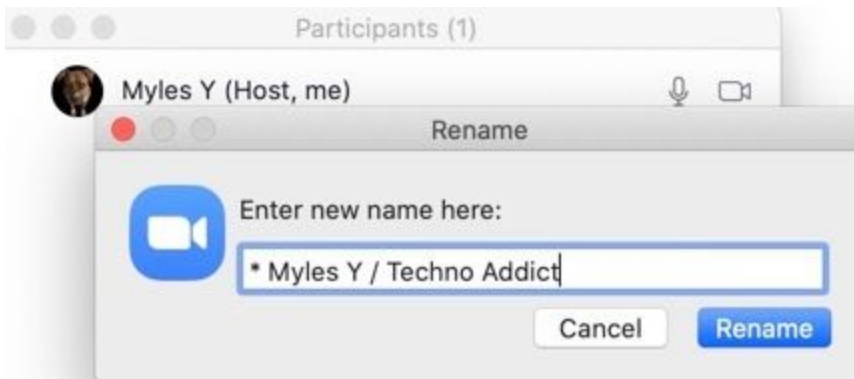 Participants (1)
Myles Y (Host, me)
Rename
Enter new name here:
* Myles Y / Techno Addict
Cancel Rename